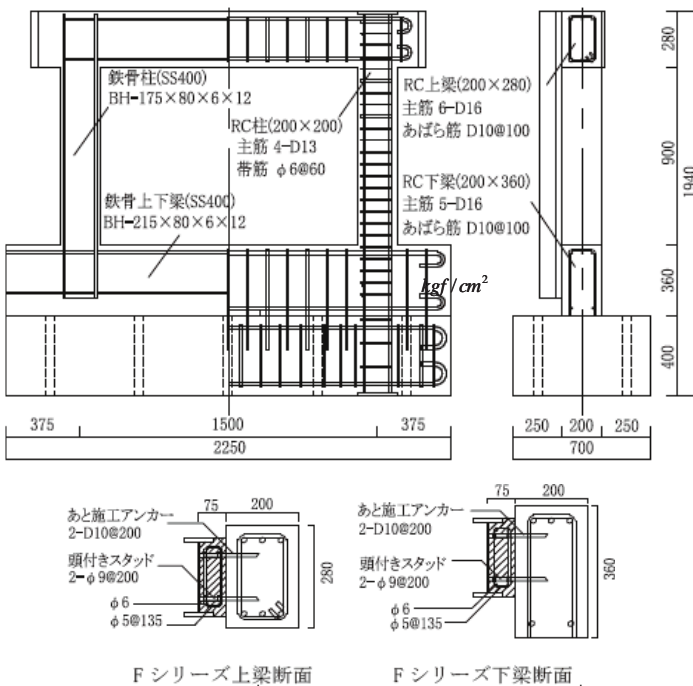 鉄骨柱(SS400)
BH-175×80×6×12
RC柱(200×200)
主筋 4-D13
帯筋 φ6@60
鉄骨上下梁(SS400)
BH-215×80×6×12
kgf/cm²
RC上梁(200×280)
主筋 6-D16
あばら筋 D10@100
RC下梁(200×360)
主筋 5-D16
あばら筋 D10@100
280
900
1940
360
400
375
1500
375
2250
250
200
250
700
あと施工アンカー
2-D10@200
頭付きスタッド
2-φ9@200
φ6
φ5@135
75
200
280
Fシリーズ上梁断面
あと施工アンカー
2-D10@200
頭付きスタッド
2-φ9@200
φ6
φ5@135
75
200
360
Fシリーズ下梁断面